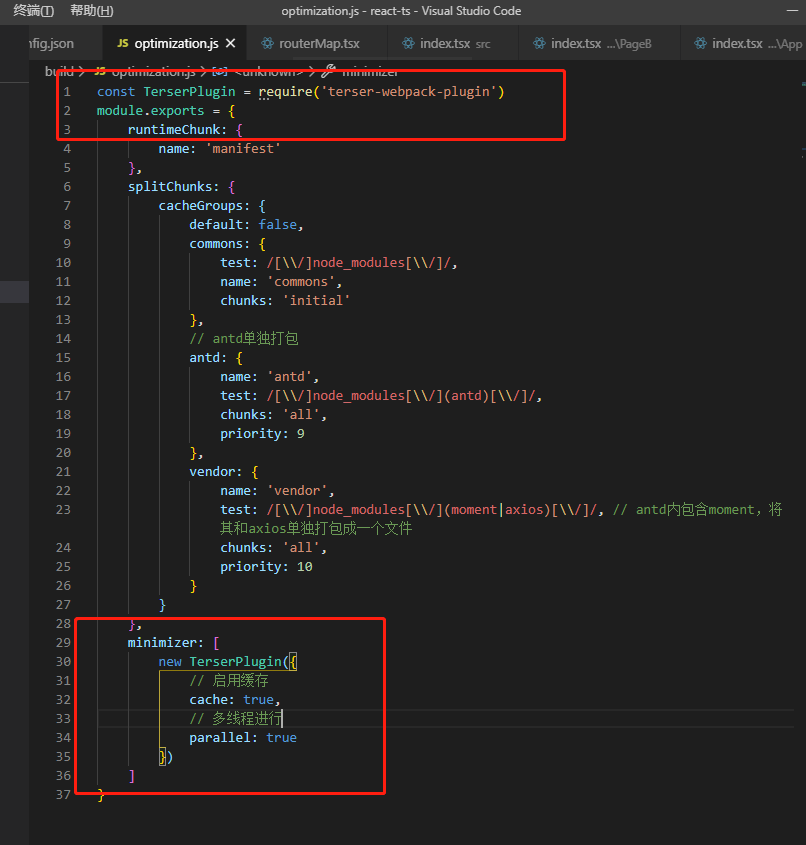 终端(T) 帮助(H) optimization.js - react-ts - Visual Studio Code
nfig.json JS optimization.js × routerMap.tsx index.tsx src index.tsx ...\PageB index.tsx ...\App
build > JS optimization.js > <unknown> > minimizer
1 const TerserPlugin = require('terser-webpack-plugin')
2 module.exports = {
3 runtimeChunk: {
4 name: 'manifest'
5 },
6 splitChunks: {
7 cacheGroups: {
8 default: false,
9 commons: {
10 test: /[\\/]node_modules[\\/]/,
11 name: 'commons',
12 chunks: 'initial'
13 },
14 // antd单独打包
15 antd: {
16 name: 'antd',
17 test: /[\\/]node_modules[\\/](antd)[\\/]/,
18 chunks: 'all',
19 priority: 9
20 },
21 vendor: {
22 name: 'vendor',
23 test: /[\\/]node_modules[\\/](moment|axios)[\\/]/, // antd内包含moment，将
其和axios单独打包成一个文件
24 chunks: 'all',
25 priority: 10
26 }
27 }
28 },
29 minimizer: [
30 new TerserPlugin({
31 // 启用缓存
32 cache: true,
33 // 多线程进行
34 parallel: true
35 })
36 ]
37 }